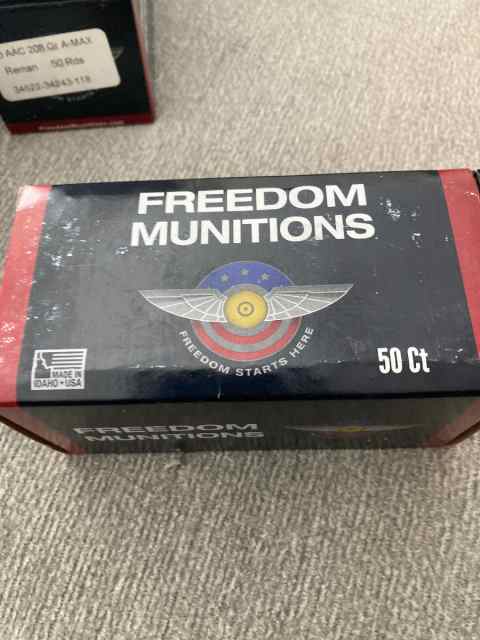 AAC 208 Gr A-MAX
Reman 50 Rds
FREEDOM
MUNITIONS
FREEDOM STARTS HERE
MADE IN
IDAHO • USA
50 Ct
FREEDOM
MUNITIONS